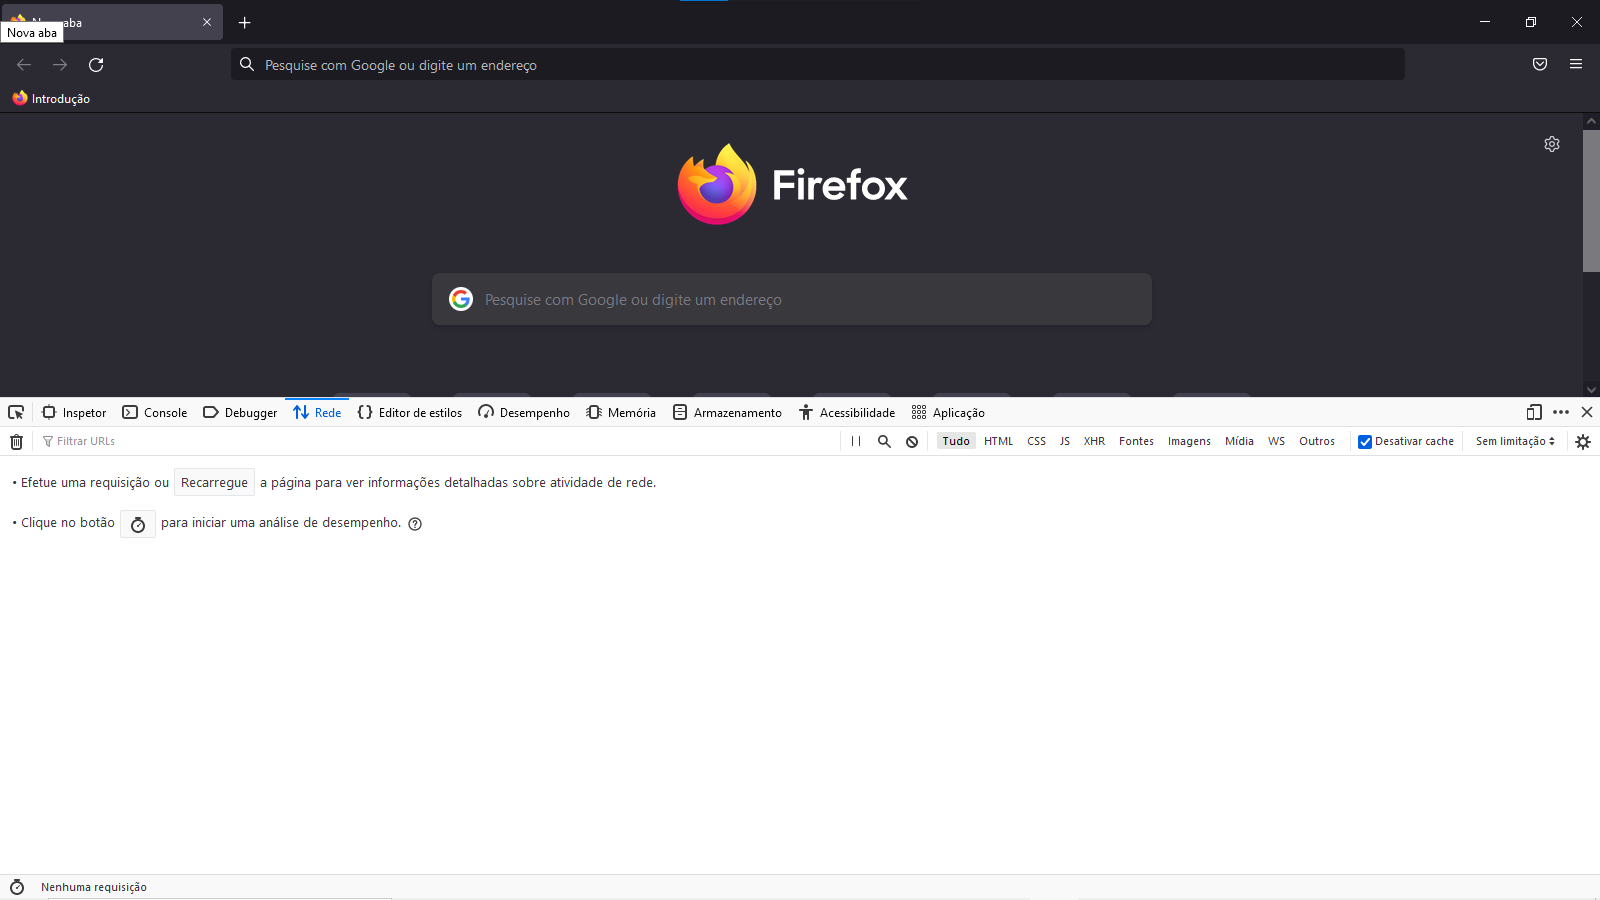 aba
Nova aba
Pesquise com Google ou digite um endereço
Introdução
Firefox
Pesquise com Google ou digite um endereço
Inspetor Console Debugger Rede Editor de estilos Desempenho Memória Armazenamento Acessibilidade Aplicação
Filtrar URLs Tudo HTML CSS JS XHR Fontes Imagens Mídia WS Outros Desativar cache Sem limitação
• Efetue uma requisição ou Recarregue a página para ver informações detalhadas sobre atividade de rede.
• Clique no botão para iniciar uma análise de desempenho.
Nenhuma requisição